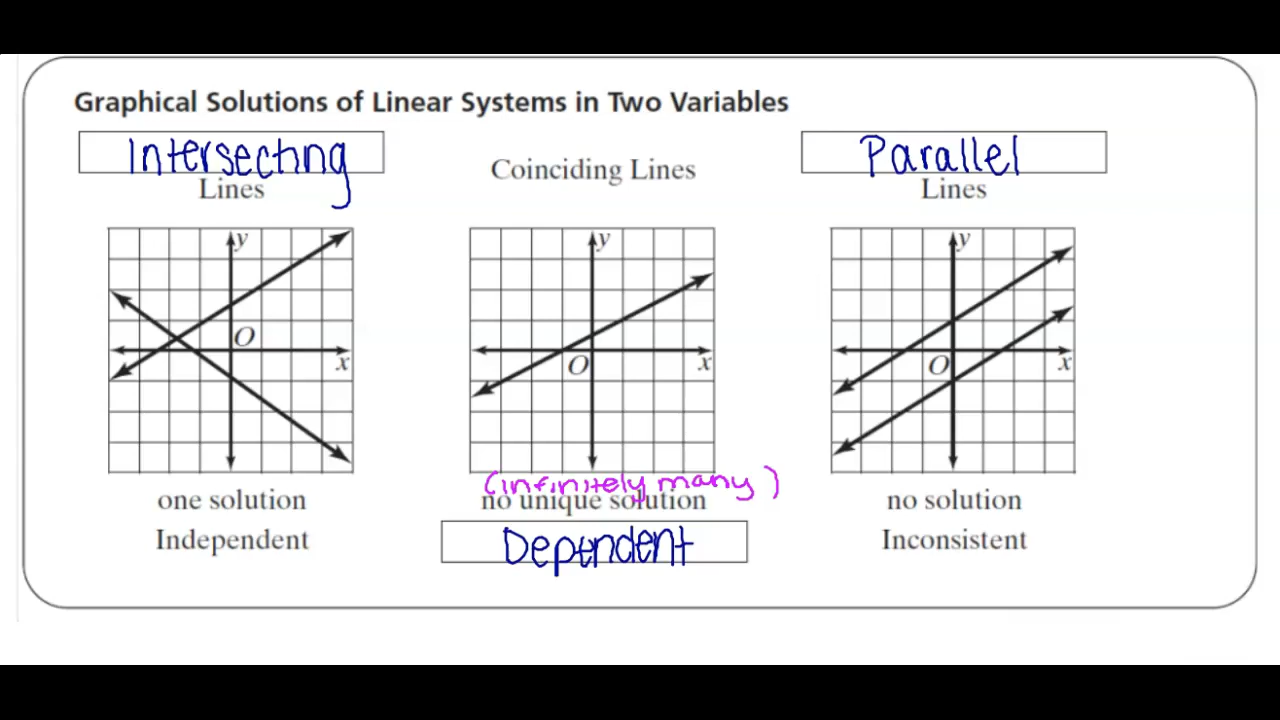 Graphical Solutions of Linear Systems in Two Variables
Intersecting
Lines
y
O
x
one solution
Independent
Coinciding Lines
y
O
x
(infinitely many)
no unique solution
Dependent
Parallel
Lines
y
O
x
no solution
Inconsistent